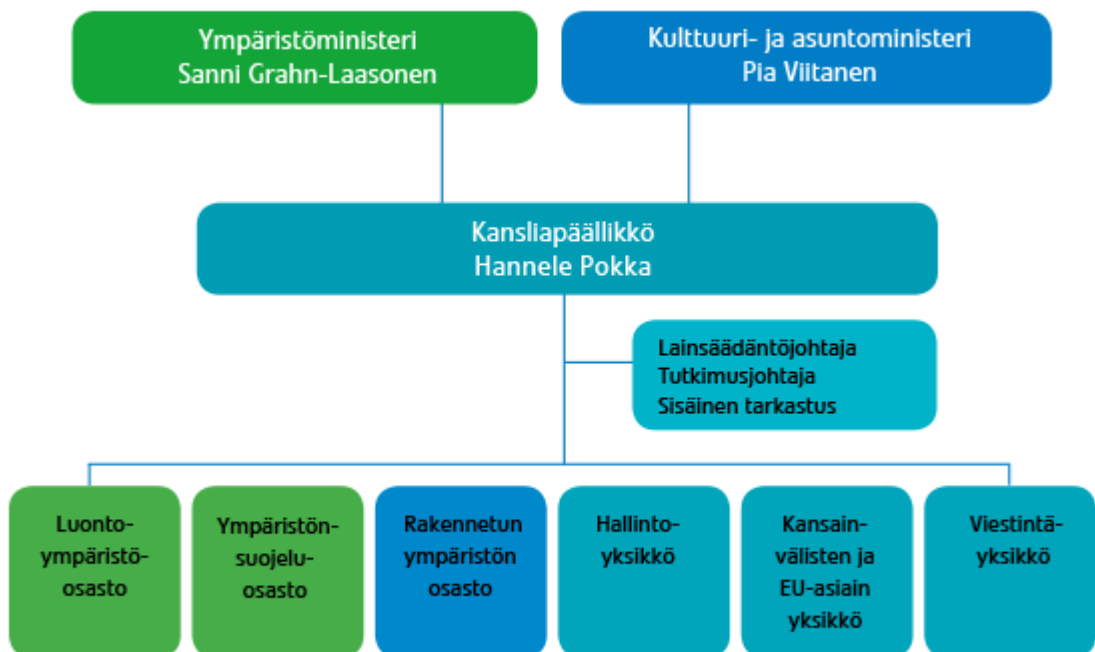 Ympäristöministeri
Sanni Grahn-Laasonen
Kulttuuri- ja asuntoministeri
Pia Viitanen
Kansliapäällikkö
Hannele Pokka
Lainsäädäntöjohtaja
Tutkimusjohtaja
Sisäinen tarkastus
Luonto-
ympäristö-
osasto
Ympäristön-
suojelu-
osasto
Rakennetun
ympäristön
osasto
Hallinto-
yksikkö
Kansain-
välisten ja
EU-asiain
yksikkö
Viestintä-
yksikkö